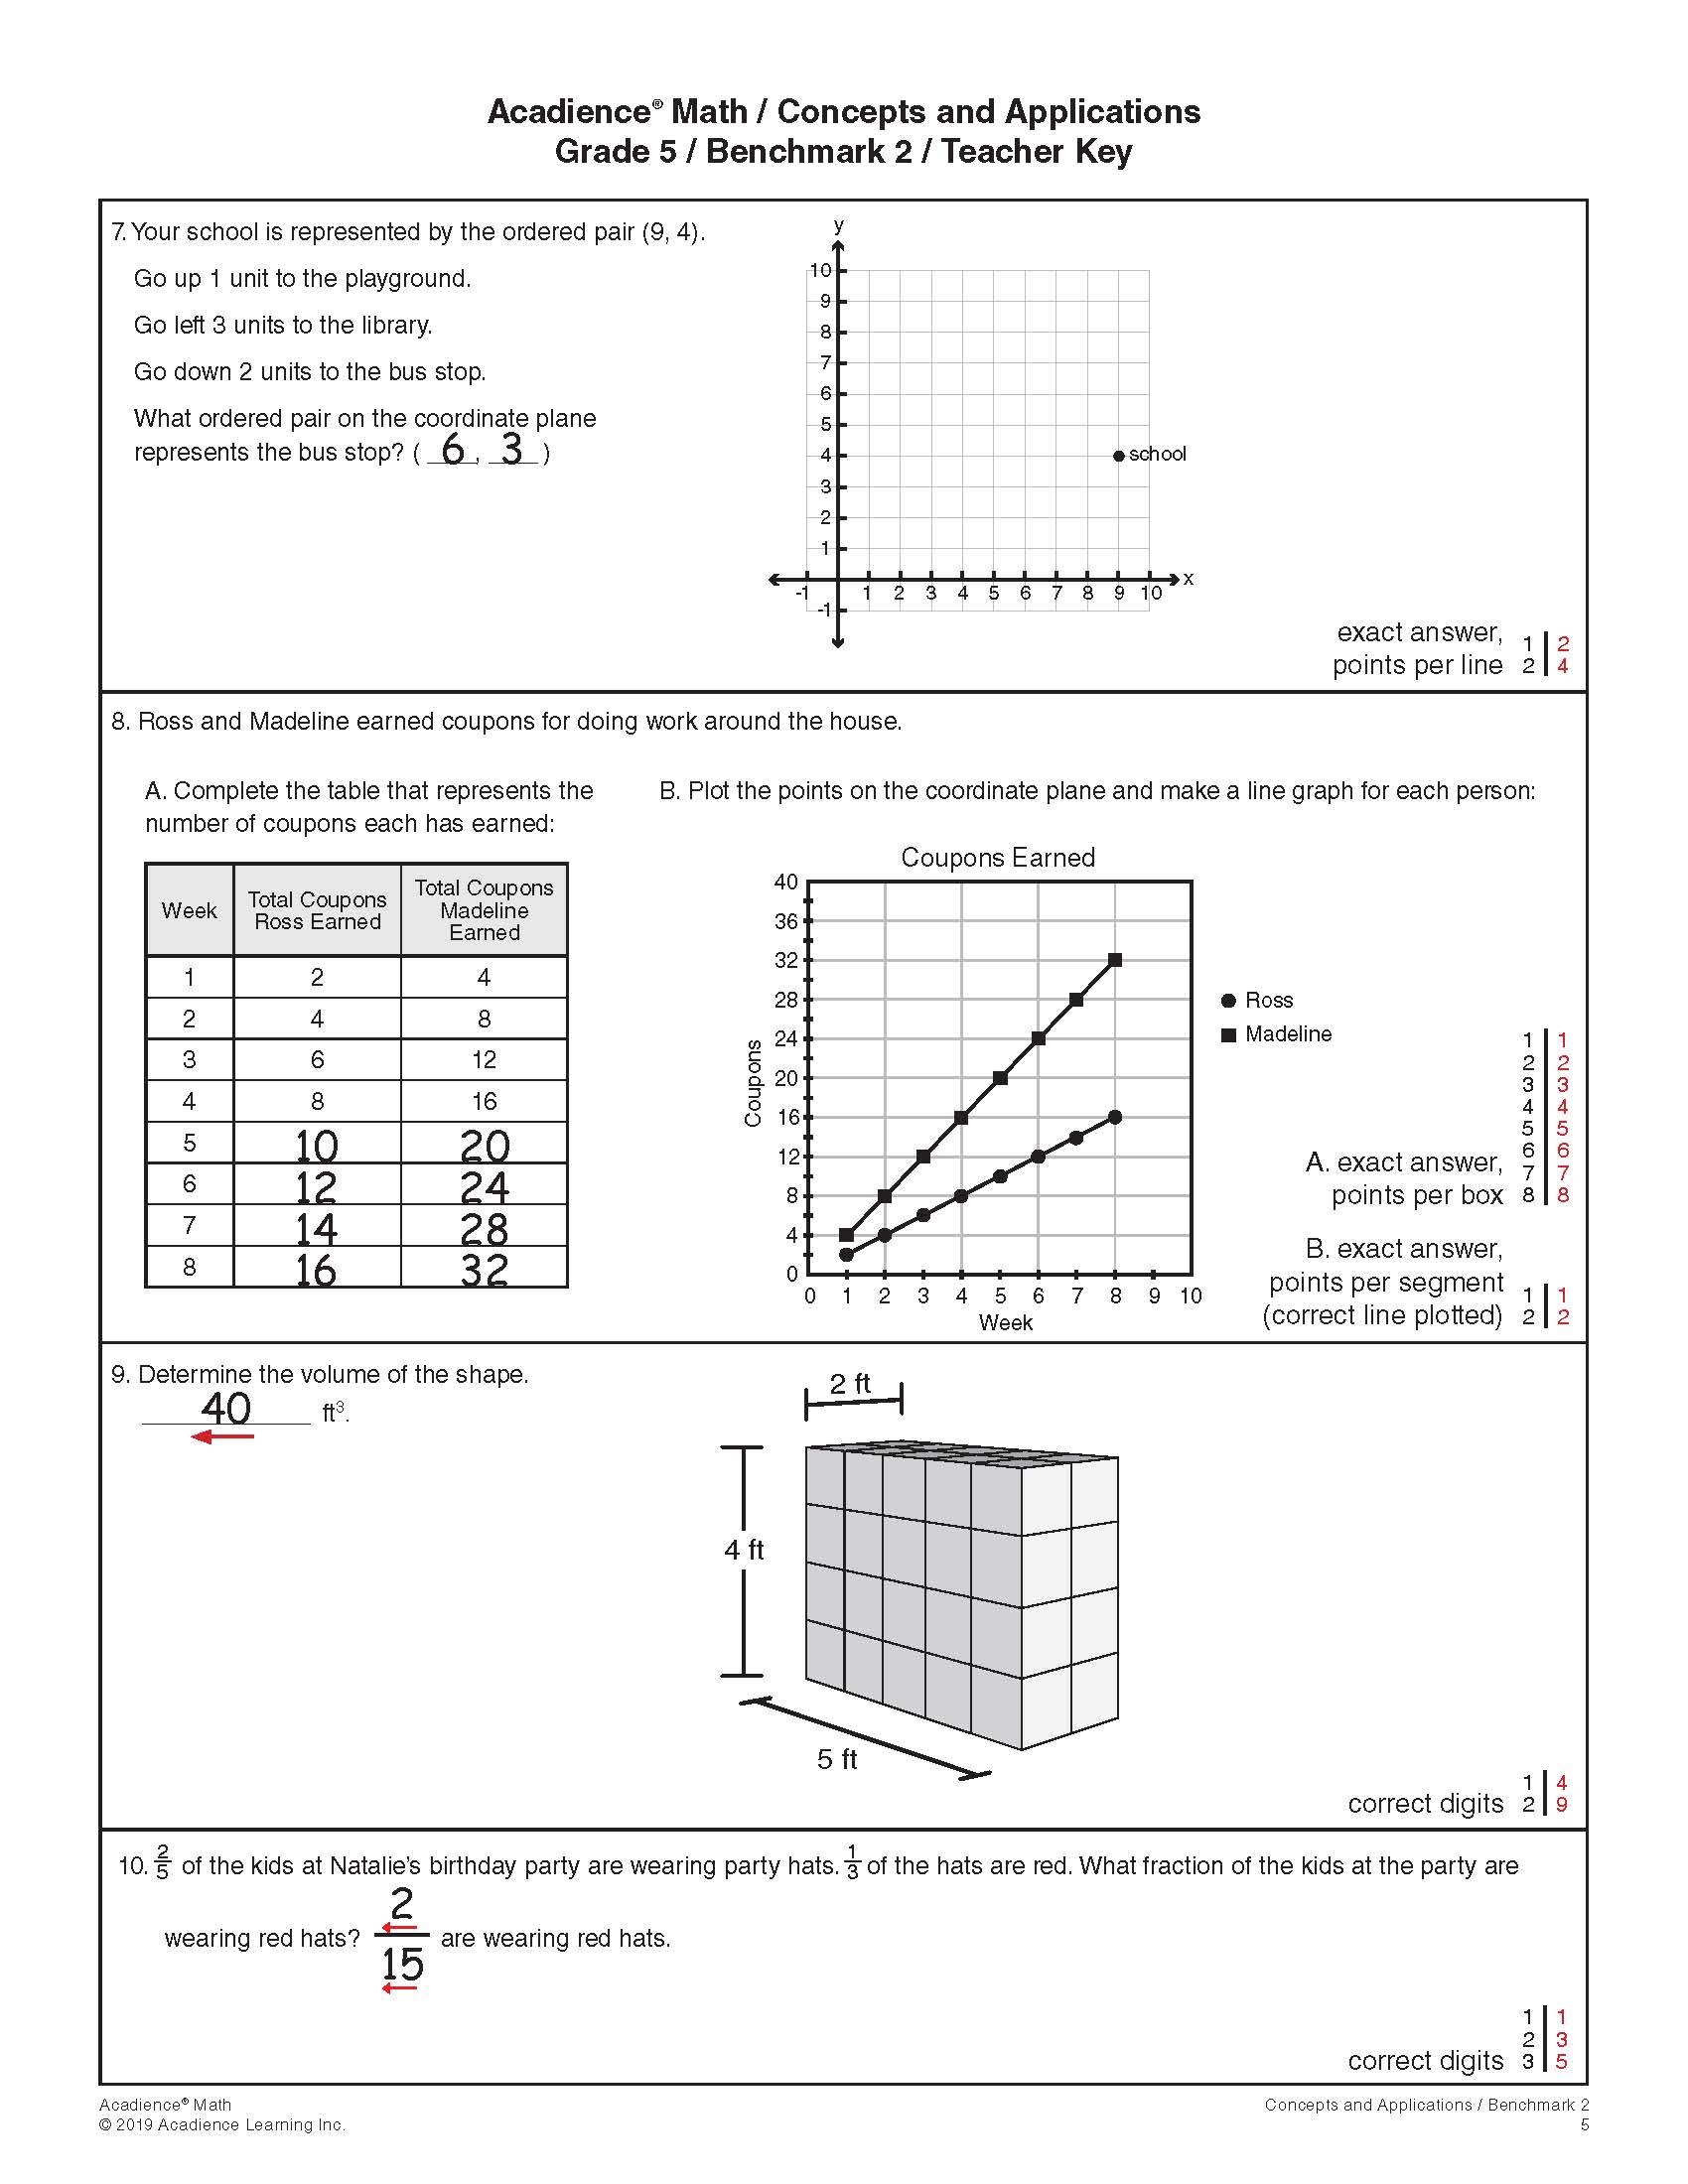 Acadience® Math / Concepts and Applications
Grade 5 / Benchmark 2 / Teacher Key
7. Your school is represented by the ordered pair (9, 4).
Go up 1 unit to the playground.
Go left 3 units to the library.
Go down 2 units to the bus stop.
What ordered pair on the coordinate plane
represents the bus stop? ( 6, 3 )
y
10
9
8
7
6
5
4
3
2
1
-1
school
x
-1 1 2 3 4 5 6 7 8 9 10
exact answer,
points per line
1 2
2 4
8. Ross and Madeline earned coupons for doing work around the house.
A. Complete the table that represents the
number of coupons each has earned:
Week
Total Coupons
Ross Earned
Total Coupons
Madeline
Earned
1 2 4
2 4 8
3 6 12
4 8 16
5 10 20
6 12 24
7 14 28
8 16 32
B. Plot the points on the coordinate plane and make a line graph for each person:
Coupons Earned
40
36
32
28
24
20
16
12
8
4
0
Coupons
0 1 2 3 4 5 6 7 8 9 10
Week
Ross
Madeline
1 1
2 2
3 3
4 4
5 5
6 6
7 7
8 8
A. exact answer,
points per box
B. exact answer,
points per segment
(correct line plotted)
1 1
2 2
9. Determine the volume of the shape.
40 ft³.
2 ft
4 ft
5 ft
correct digits
1 4
2 9
10. 2/5 of the kids at Natalie's birthday party are wearing party hats. 1/3 of the hats are red. What fraction of the kids at the party are
wearing red hats? 2/15 are wearing red hats.
correct digits
1 1
2 3
3 5
Acadience® Math
© 2019 Acadience Learning Inc.
Concepts and Applications / Benchmark 2
5